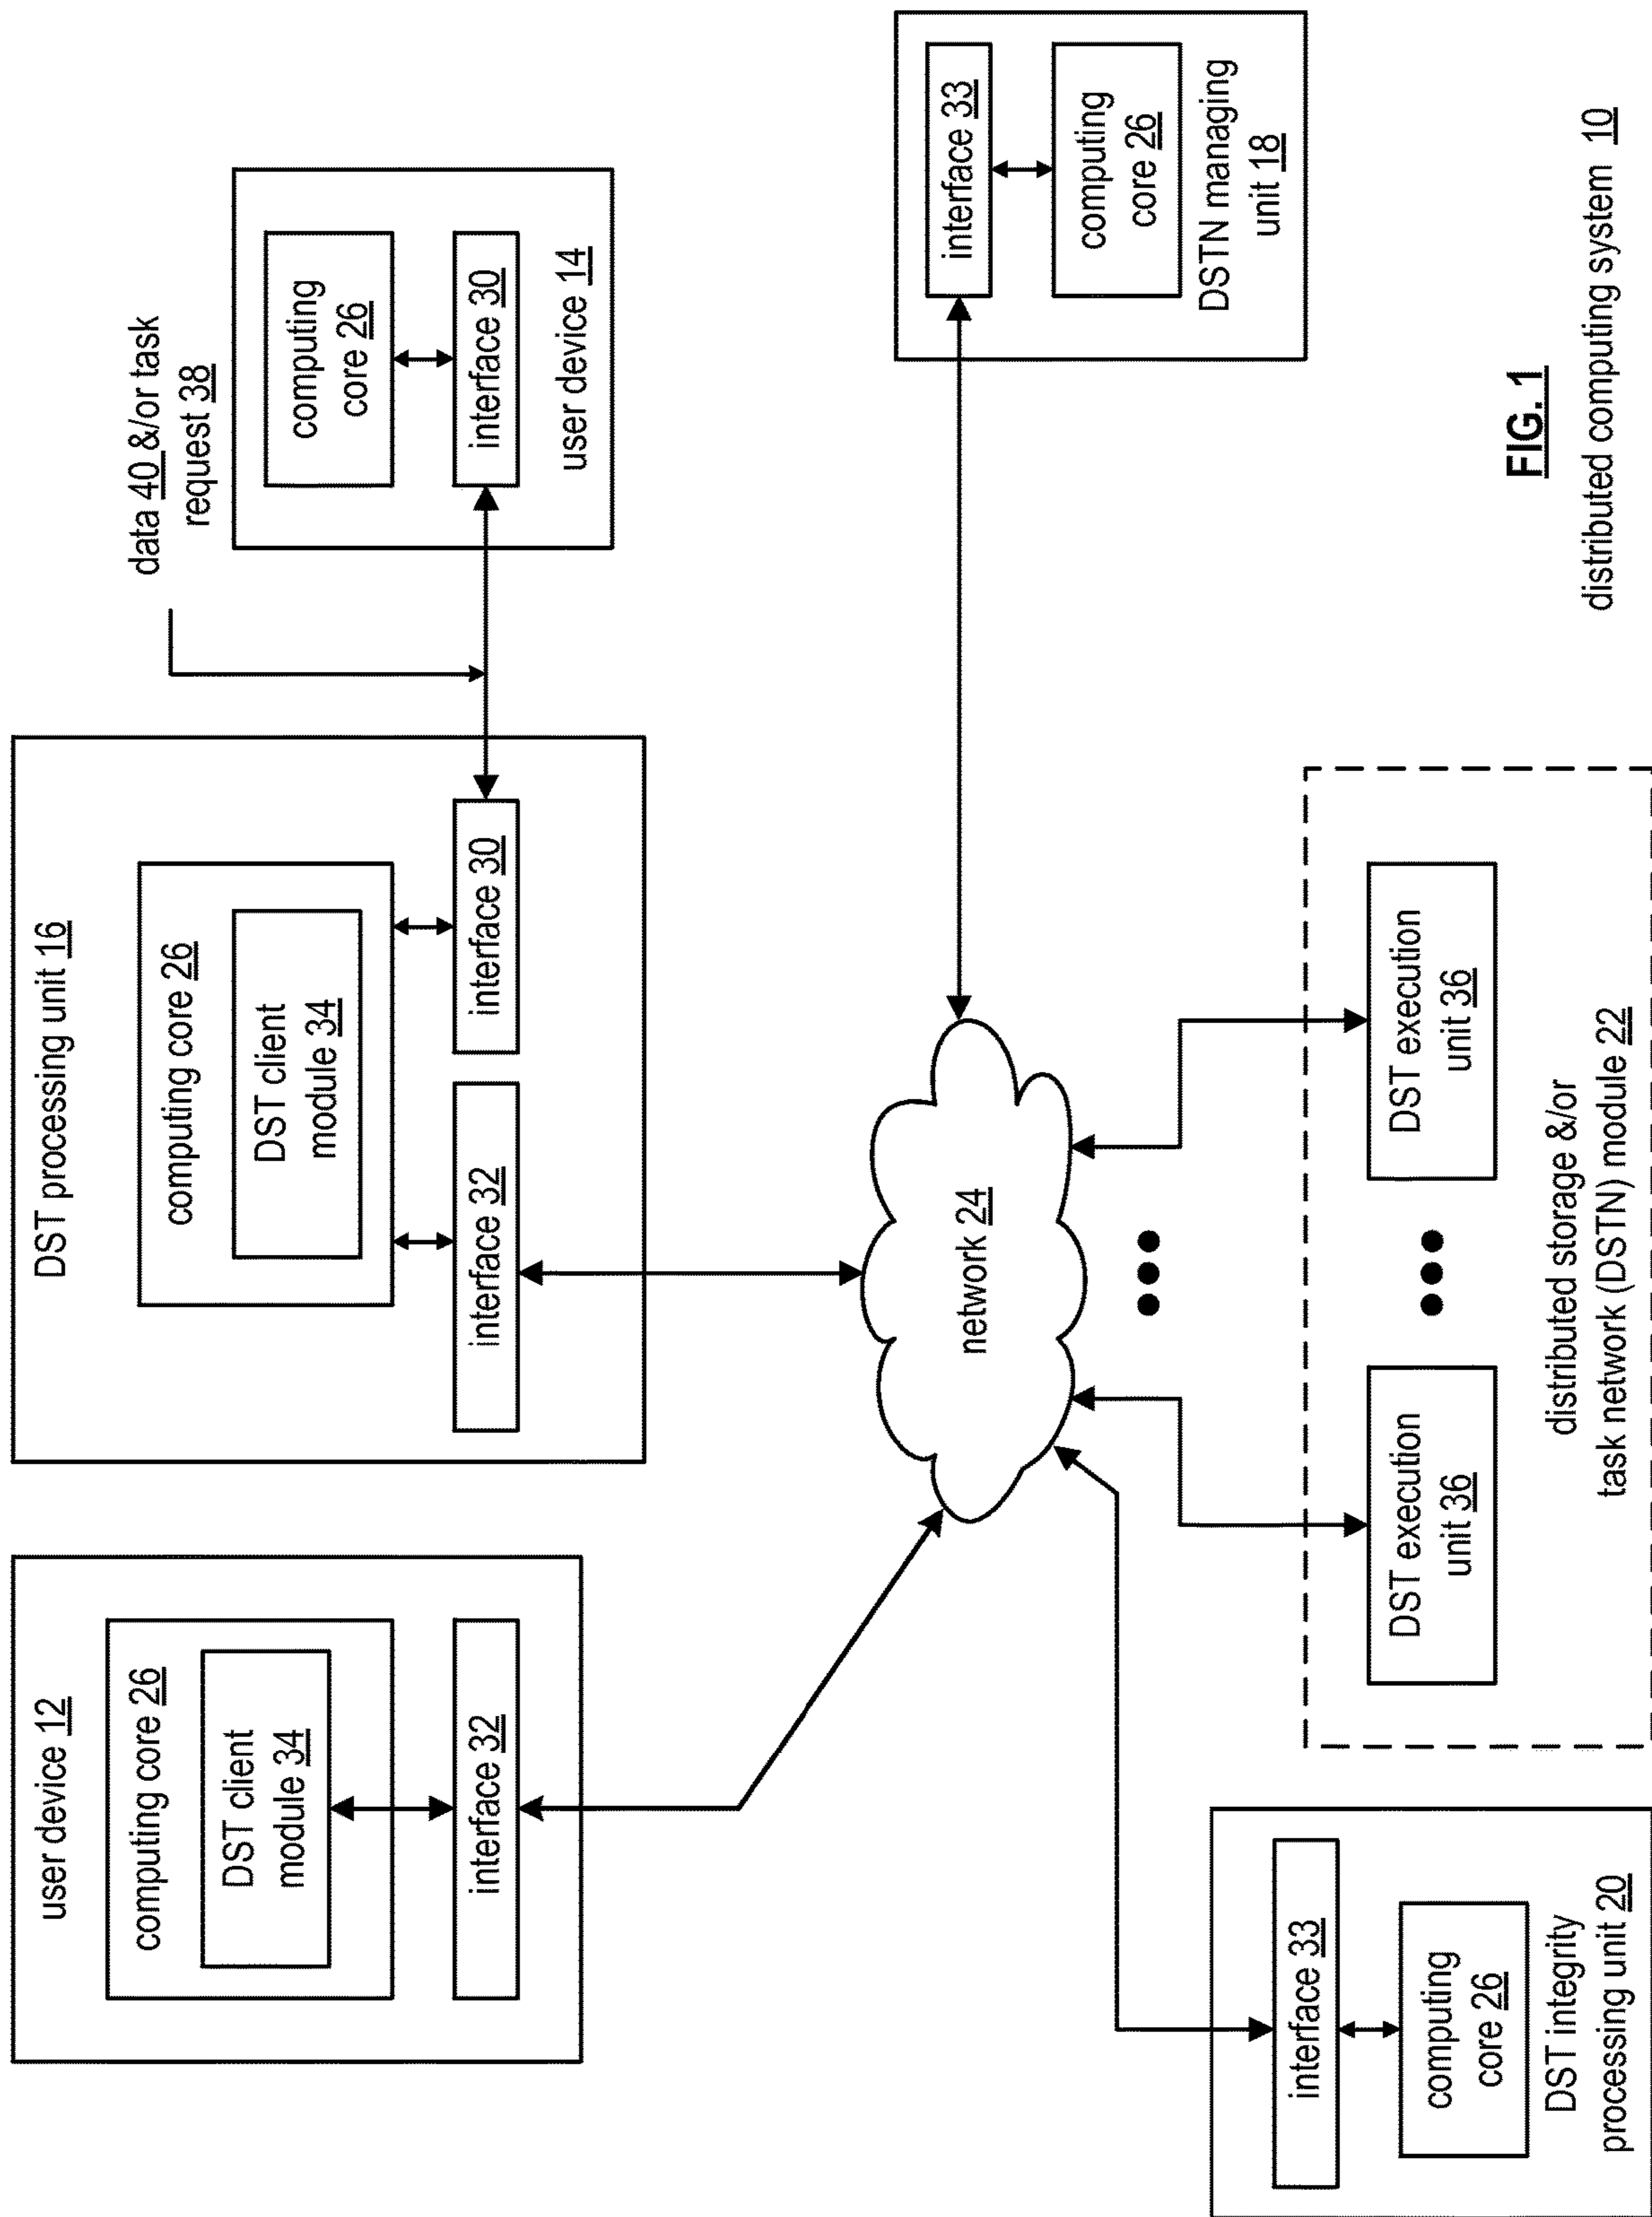 user device 12
computing core 26
DST client
module 34
interface 32
DST processing unit 16
computing core 26
DST client
module 34
interface 32
interface 30
data 40 &/or task
request 38
computing
core 26
interface 30
user device 14
network 24
interface 33
computing
core 26
DSTN managing
unit 18
interface 33
computing
core 26
DST integrity
processing unit 20
DST execution
unit 36
DST execution
unit 36
distributed storage &/or
task network (DSTN) module 22
FIG. 1
distributed computing system 10